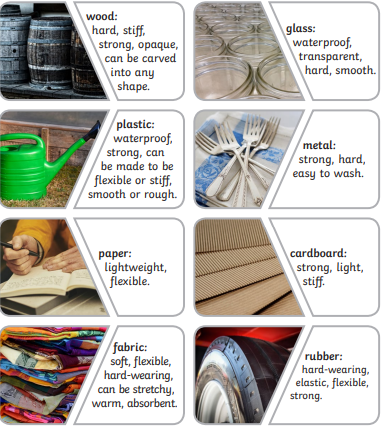 wood:
hard, stiff,
strong, opaque,
can be carved
into any
shape.
glass:
waterproof,
transparent,
hard, smooth.
plastic:
waterproof,
strong, can
be made to be
flexible or stiff,
smooth or rough.
metal:
strong, hard,
easy to wash.
paper:
lightweight,
flexible.
cardboard:
strong, light,
stiff.
fabric:
soft, flexible,
hard-wearing,
can be stretchy,
warm, absorbent.
rubber:
hard-wearing,
elastic, flexible,
strong.